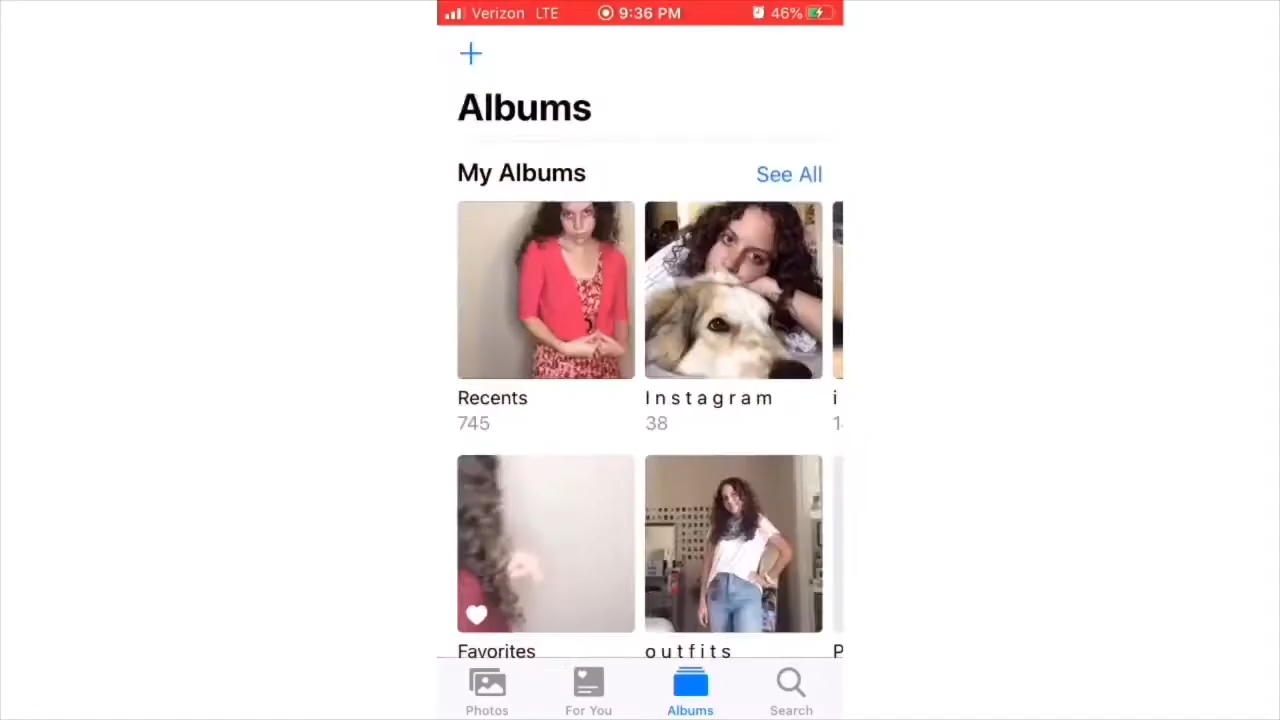 Verizon LTE 9:36 PM 46%
Albums
My Albums See All
Recents I n s t a g r a m i
745 38 1
Favorites o u t f i t s P
Photos For You Albums Search